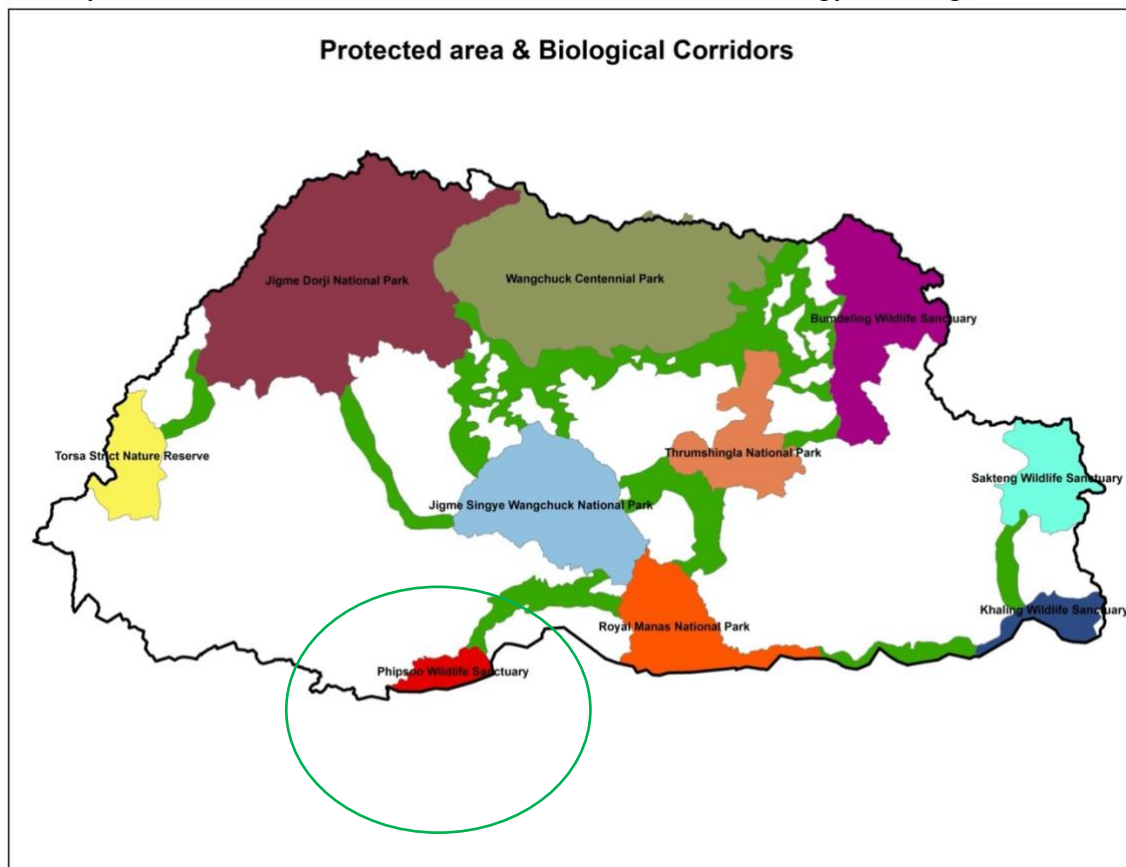 Protected area & Biological Corridors
Jigme Dorji National Park
Wangchuck Centennial Park
Bumdeling Wildlife Sanctuary
Torsa Strict Nature Reserve
Thrumshingla National Park
Sakteng Wildlife Sanctuary
Jigme Singye Wangchuck National Park
Khaling Wildlife Sanctuary
Royal Manas National Park
Phipsoo Wildlife Sanctuary